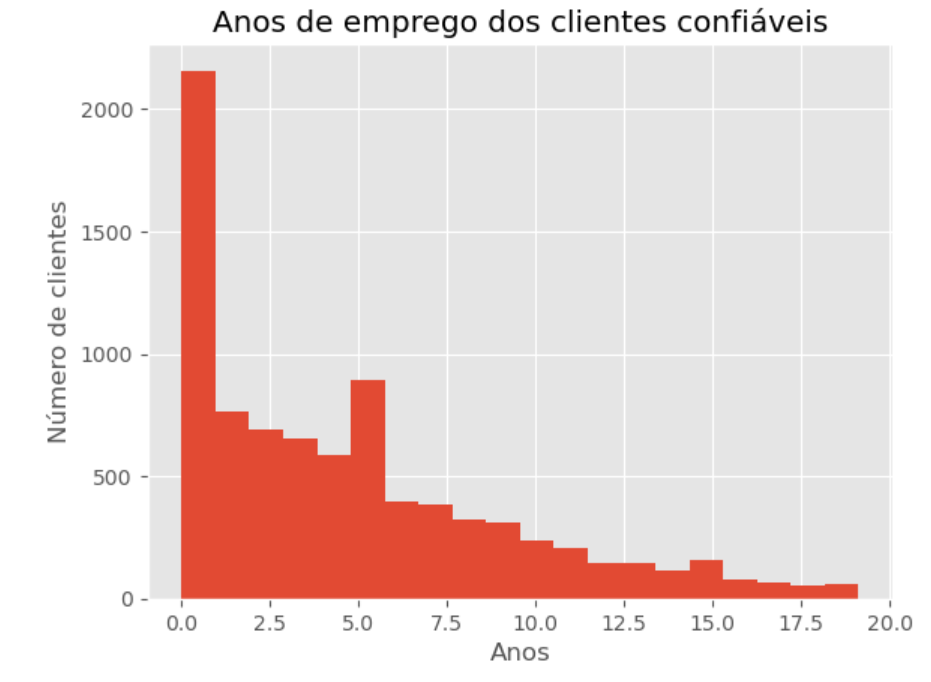 Anos de emprego dos clientes confiáveis
Número de clientes
2000
1500
1000
500
0
0.0 2.5 5.0 7.5 10.0 12.5 15.0 17.5 20.0
Anos